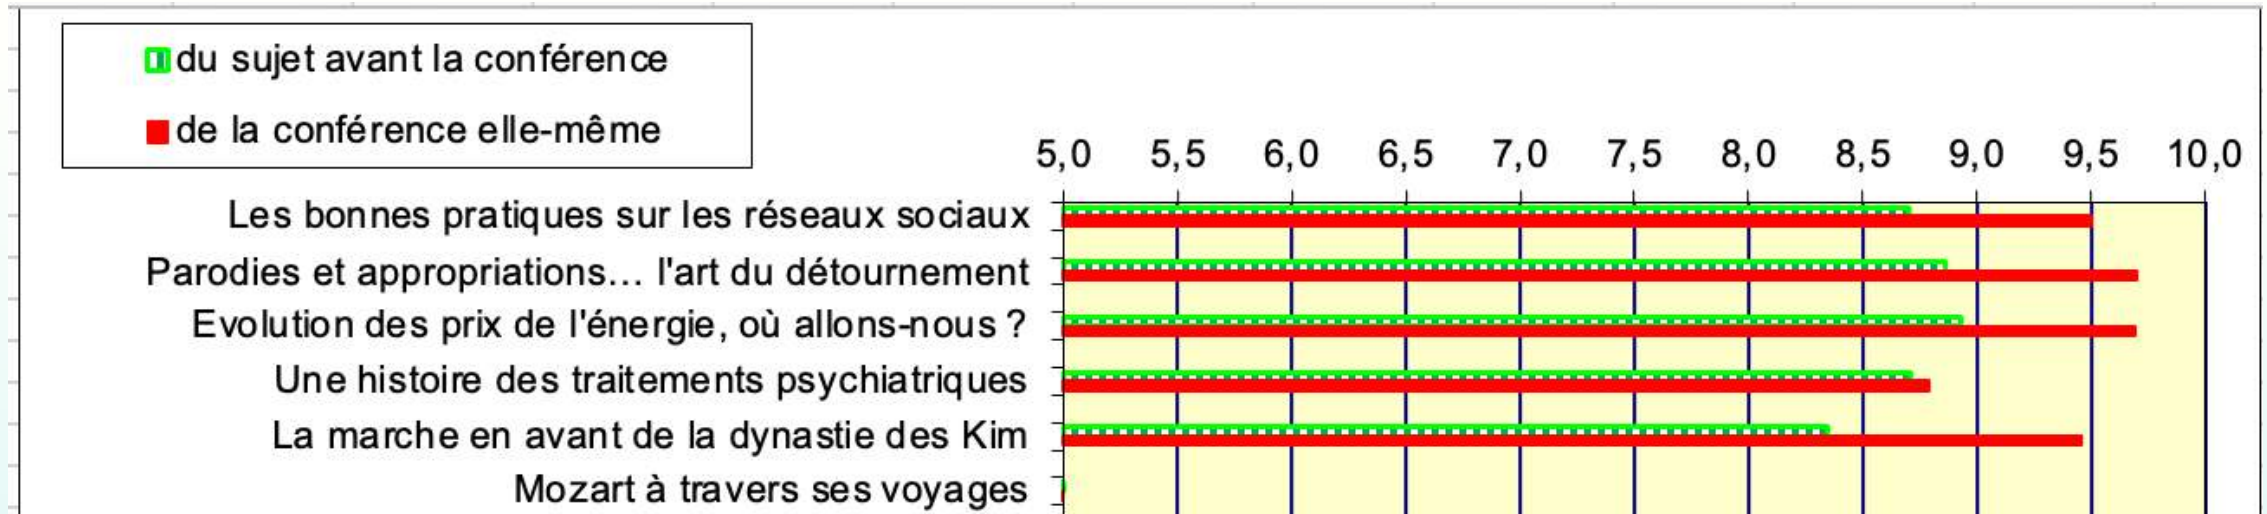 du sujet avant la conférence
de la conférence elle-même
5,0 5,5 6,0 6,5 7,0 7,5 8,0 8,5 9,0 9,5 10,0
Les bonnes pratiques sur les réseaux sociaux
Parodies et appropriations... l'art du détournement
Evolution des prix de l'énergie, où allons-nous ?
Une histoire des traitements psychiatriques
La marche en avant de la dynastie des Kim
Mozart à travers ses voyages